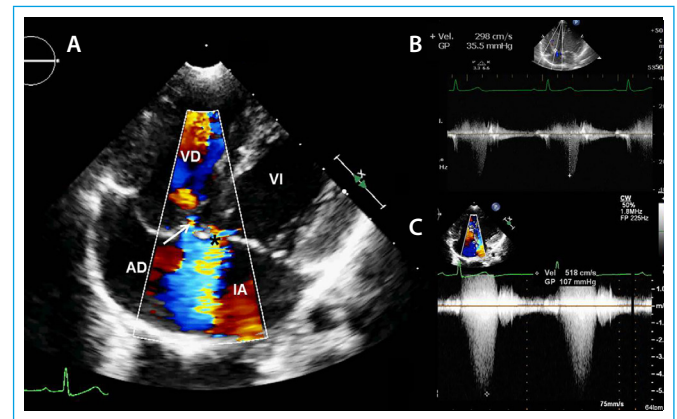 A
VD
VI
AD
*
IA
x
B
+ Vel. 298 cm/s
GP 35.5 mmHg
C
CW
50%
1.8MHz
FP 225Hz
+ Vel 518 cm/s
GP 107 mmHg
75mm/s
64lpm